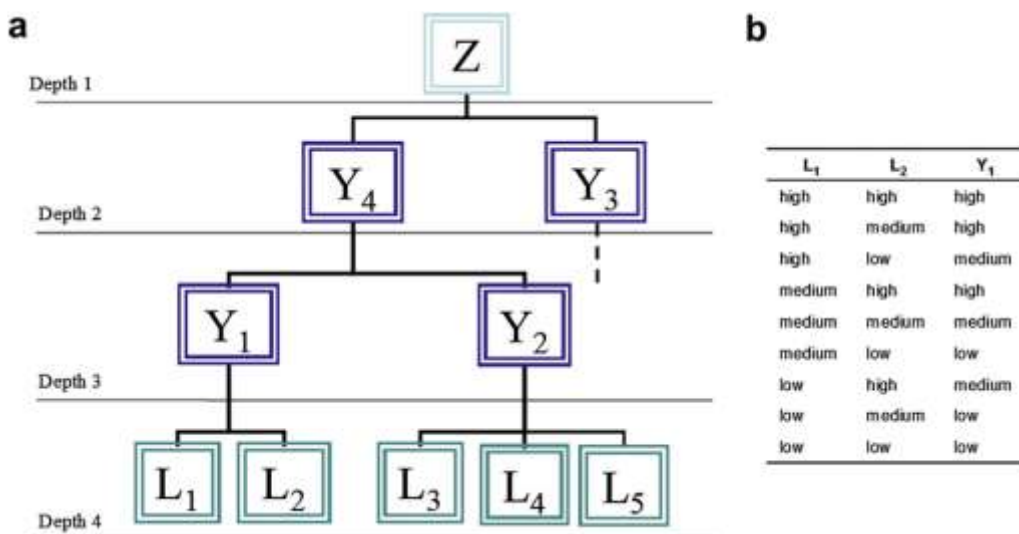 a
b
Z
Depth 1
Y4 Y3
Depth 2
Y1 Y2
Depth 3
L1 L2 L3 L4 L5
Depth 4
L1 L2 Y1
high high high
high medium high
high low medium
medium high high
medium medium medium
medium low low
low high medium
low medium low
low low low